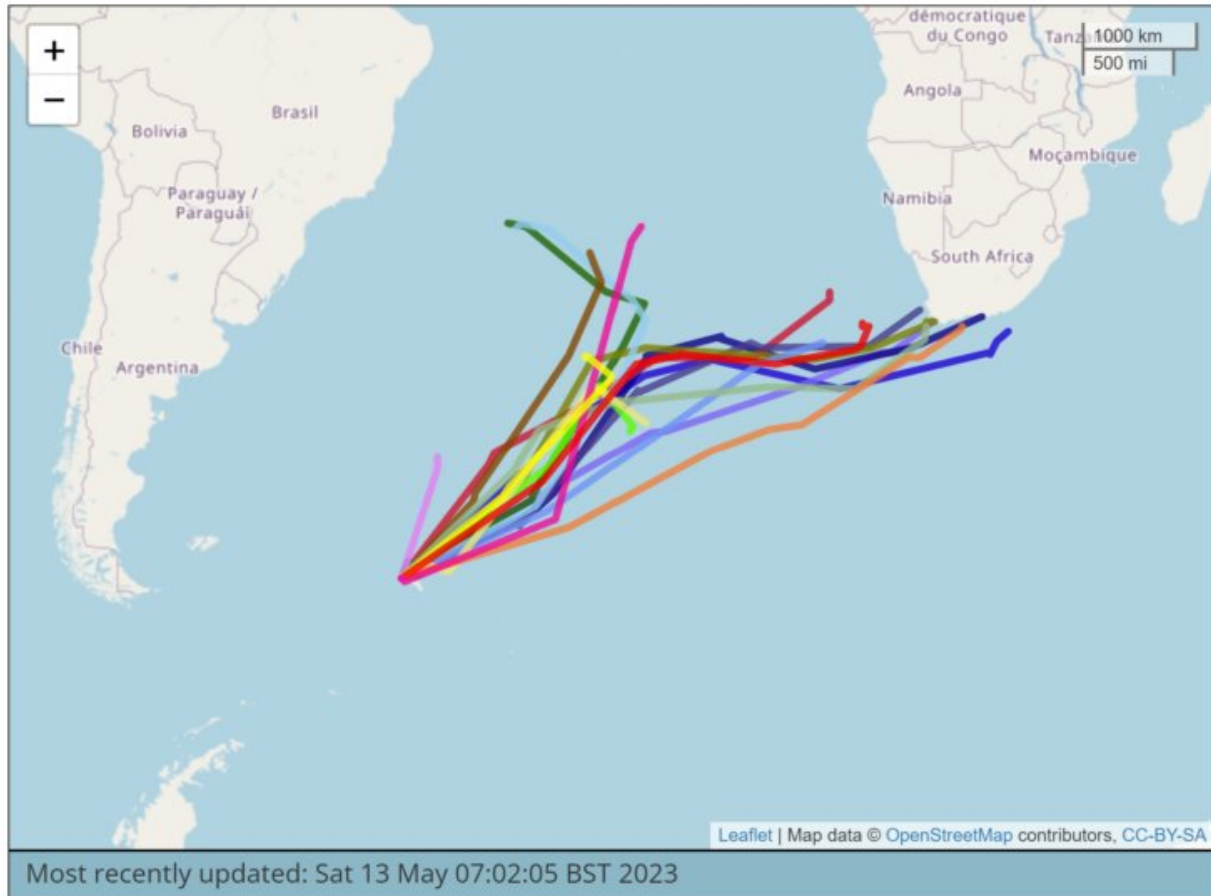 +
−
démocratique
du Congo
Tanza
1000 km
500 mi
Angola
Brasil
Bolivia
Moçambique
Paraguay /
Paraguái
Namibia
South Africa
Chile
Argentina
Leaflet | Map data © OpenStreetMap contributors, CC-BY-SA
Most recently updated: Sat 13 May 07:02:05 BST 2023